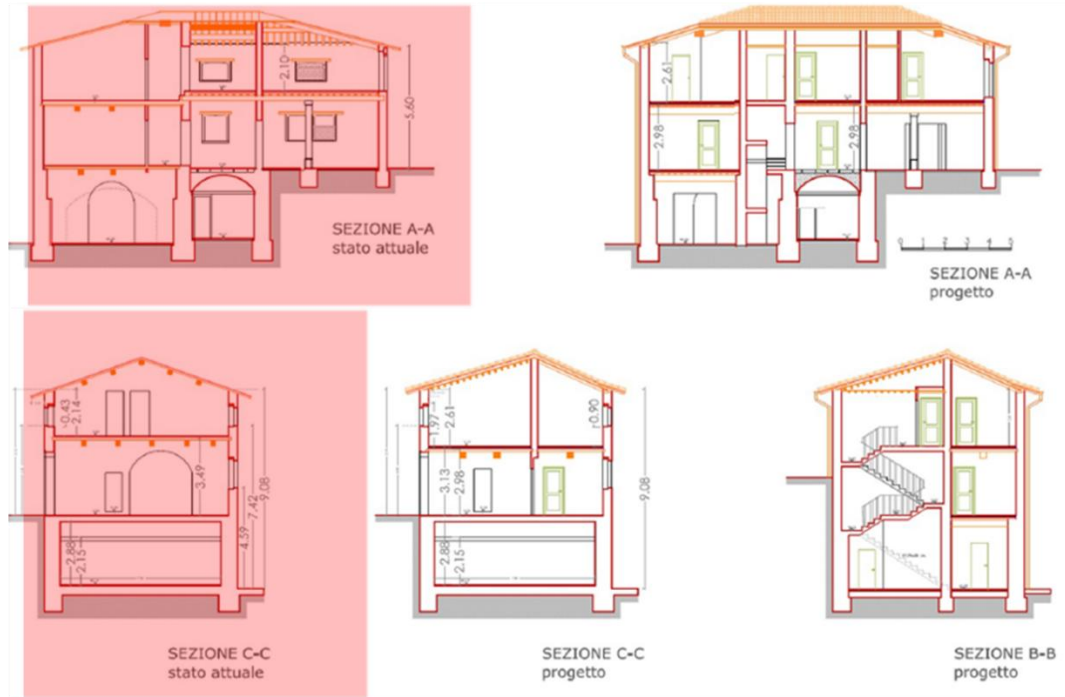 2.10
5.60
SEZIONE A-A
stato attuale
2.61
2.98
2.98
0 1 2 3 4 5
SEZIONE A-A
progetto
0.43
2.14
3.49
9.08
7.42
4.59
2.88
2.15
SEZIONE C-C
stato attuale
1.97
2.61
0.90
3.13
2.98
9.08
2.88
2.15
SEZIONE C-C
progetto
SEZIONE B-B
progetto